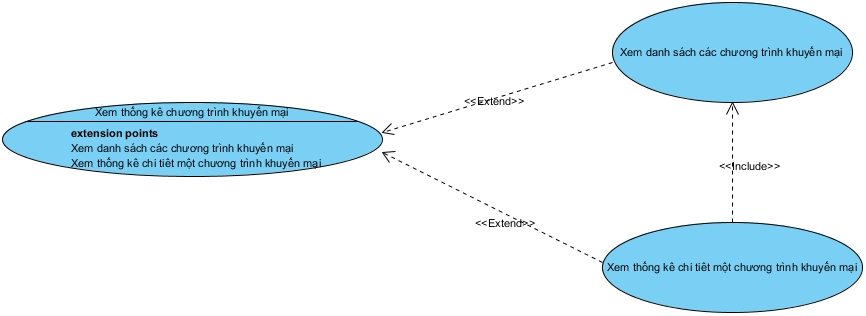 Xem danh sách các chương trình khuyến mại
<<Extend>>
Xem thống kê chương trình khuyến mại
extension points
Xem danh sách các chương trình khuyến mại
Xem thống kê chi tiết một chương trình khuyến mại
<<Include>>
<<Extend>>
Xem thống kê chi tiết một chương trình khuyến mại